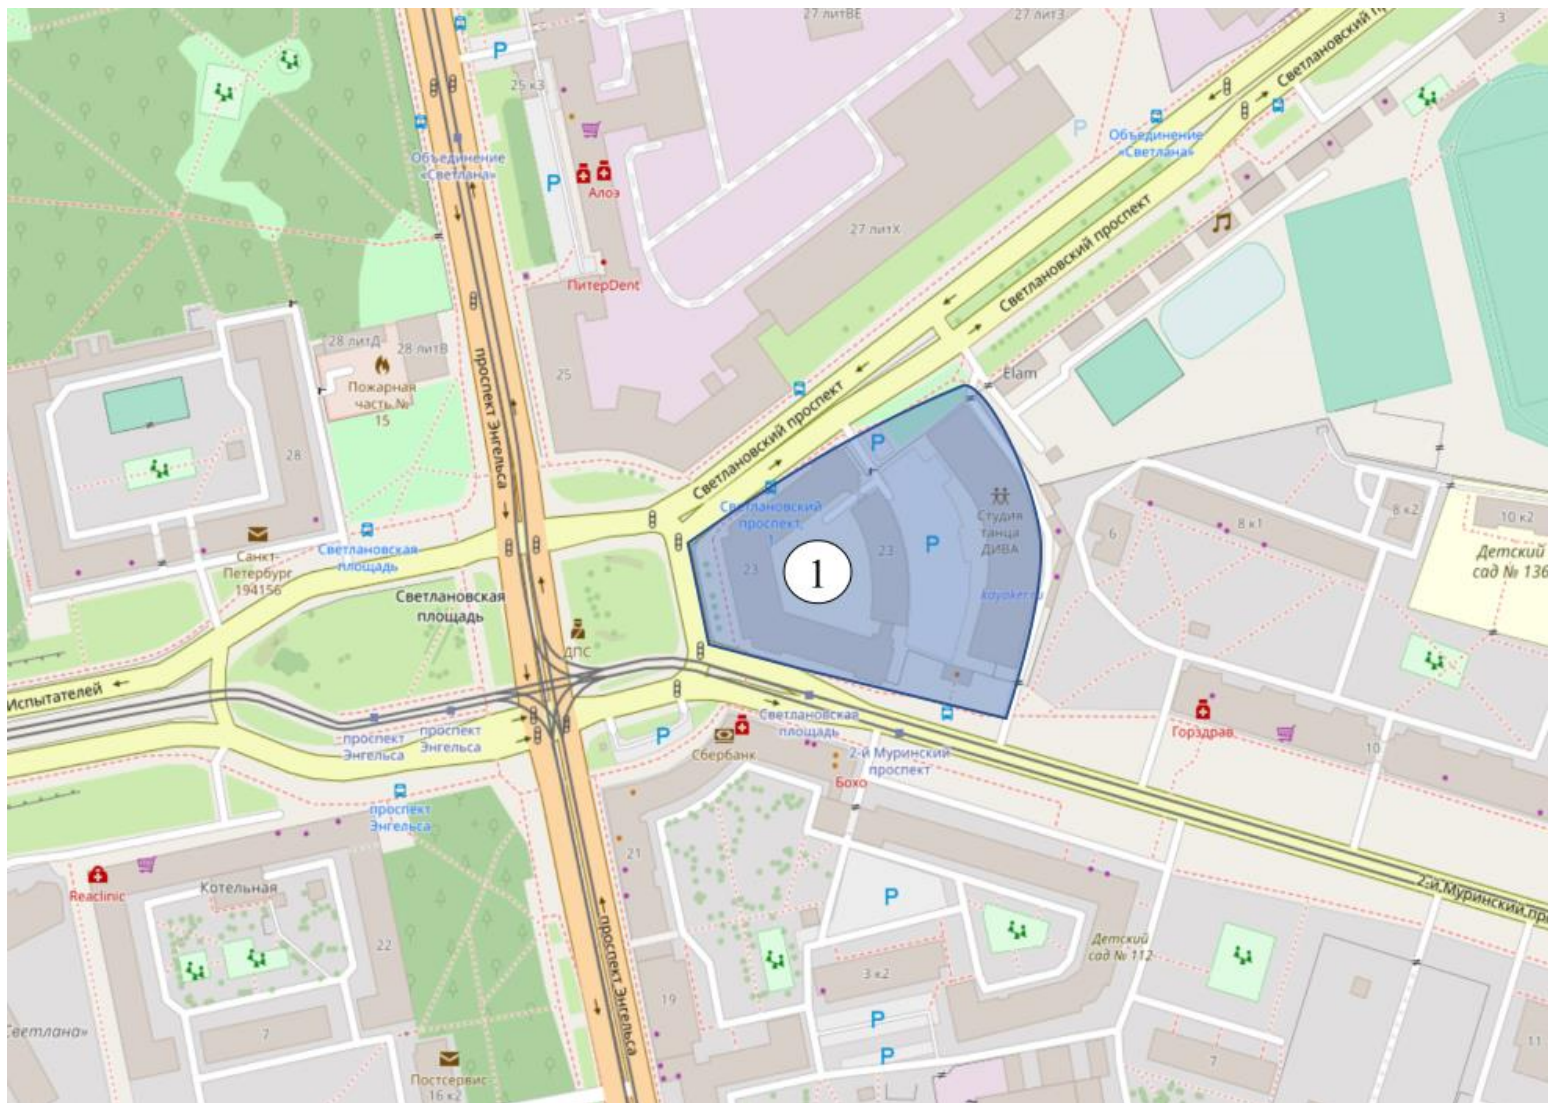 27 литВЕ
27 лит3
3
Светлановский пр
25 к3
P
P
P
Объединение
«Светлана»
Объединение
«Светлана»
Алоэ
27 литХ
Светлановский проспект
Светлановский проспект
ПитерDent
28 литД
28 литВ
Пожарная
часть №
15
проспект Энгельса
25
Elam
Светлановский проспект
P
28
Светлановский
проспект,
1
Студия
танца
ДИВА
6
8 к1
8 к2
10 к2
Детский
сад № 136
Санкт-
Петербург
194156
Светлановская
площадь
Светлановская
площадь
23
1
23
P
kayaker.ru
ДПС
Испытателей
проспект
Энгельса
проспект
Энгельса
P
Сбербанк
Светлановская
площадь
2-й Муринский
проспект
Горздрав
10
Бохо
проспект
Энгельса
21
Reaclinic
Котельная
22
2-й Муринский пр
P
3 к2
Детский
сад № 112
проспект Энгельса
19
P
P
Светлана»
7
7
11
Постсервис-
16 к2